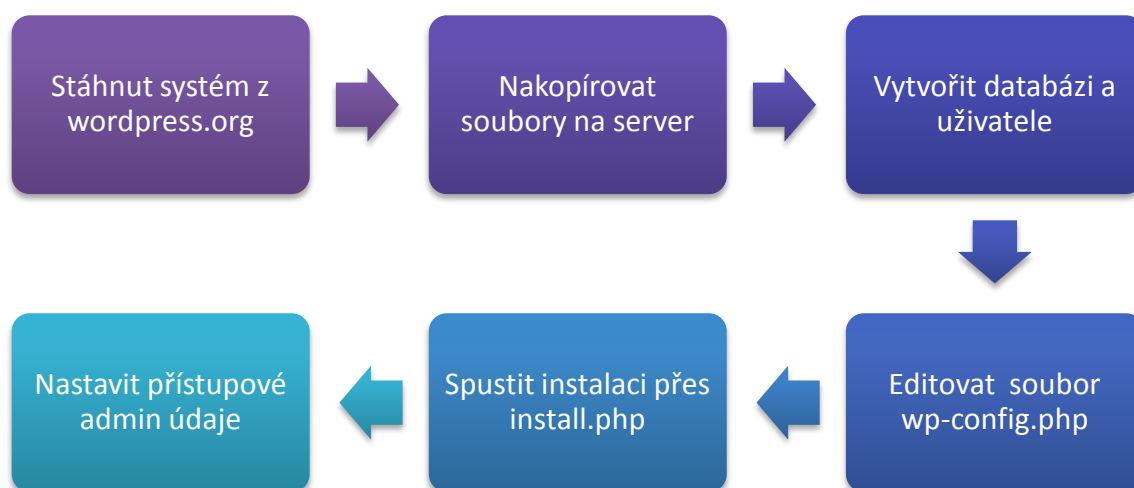 Stáhnut systém z
wordpress.org
Nakopírovat
soubory na server
Vytvořit databázi a
uživatele
Editovat soubor
wp-config.php
Spustit instalaci přes
install.php
Nastavit přístupové
admin údaje